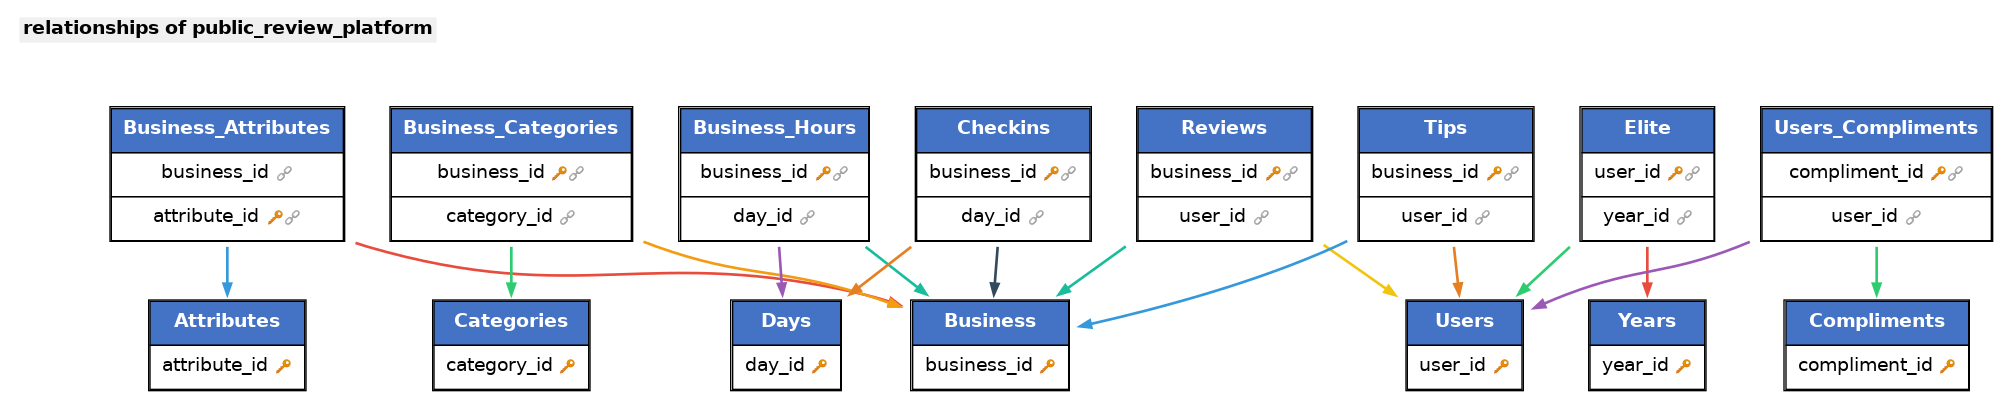 relationships of public_review_platform
Business_Attributes
business_id
attribute_id
Business_Categories
business_id
category_id
Business_Hours
business_id
day_id
Checkins
business_id
day_id
Reviews
business_id
user_id
Tips
business_id
user_id
Elite
user_id
year_id
Users_Compliments
compliment_id
user_id
Attributes
attribute_id
Categories
category_id
Days
day_id
Business
business_id
Users
user_id
Years
year_id
Compliments
compliment_id